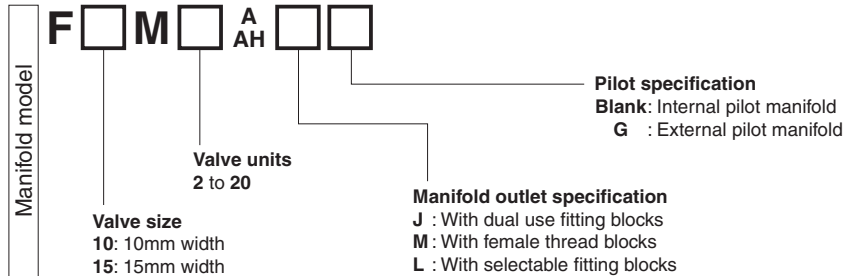 Manifold model
F M A AH
Pilot specification
Blank: Internal pilot manifold
G : External pilot manifold
Valve units
2 to 20
Manifold outlet specification
J : With dual use fitting blocks
M : With female thread blocks
L : With selectable fitting blocks
Valve size
10: 10mm width
15: 15mm width